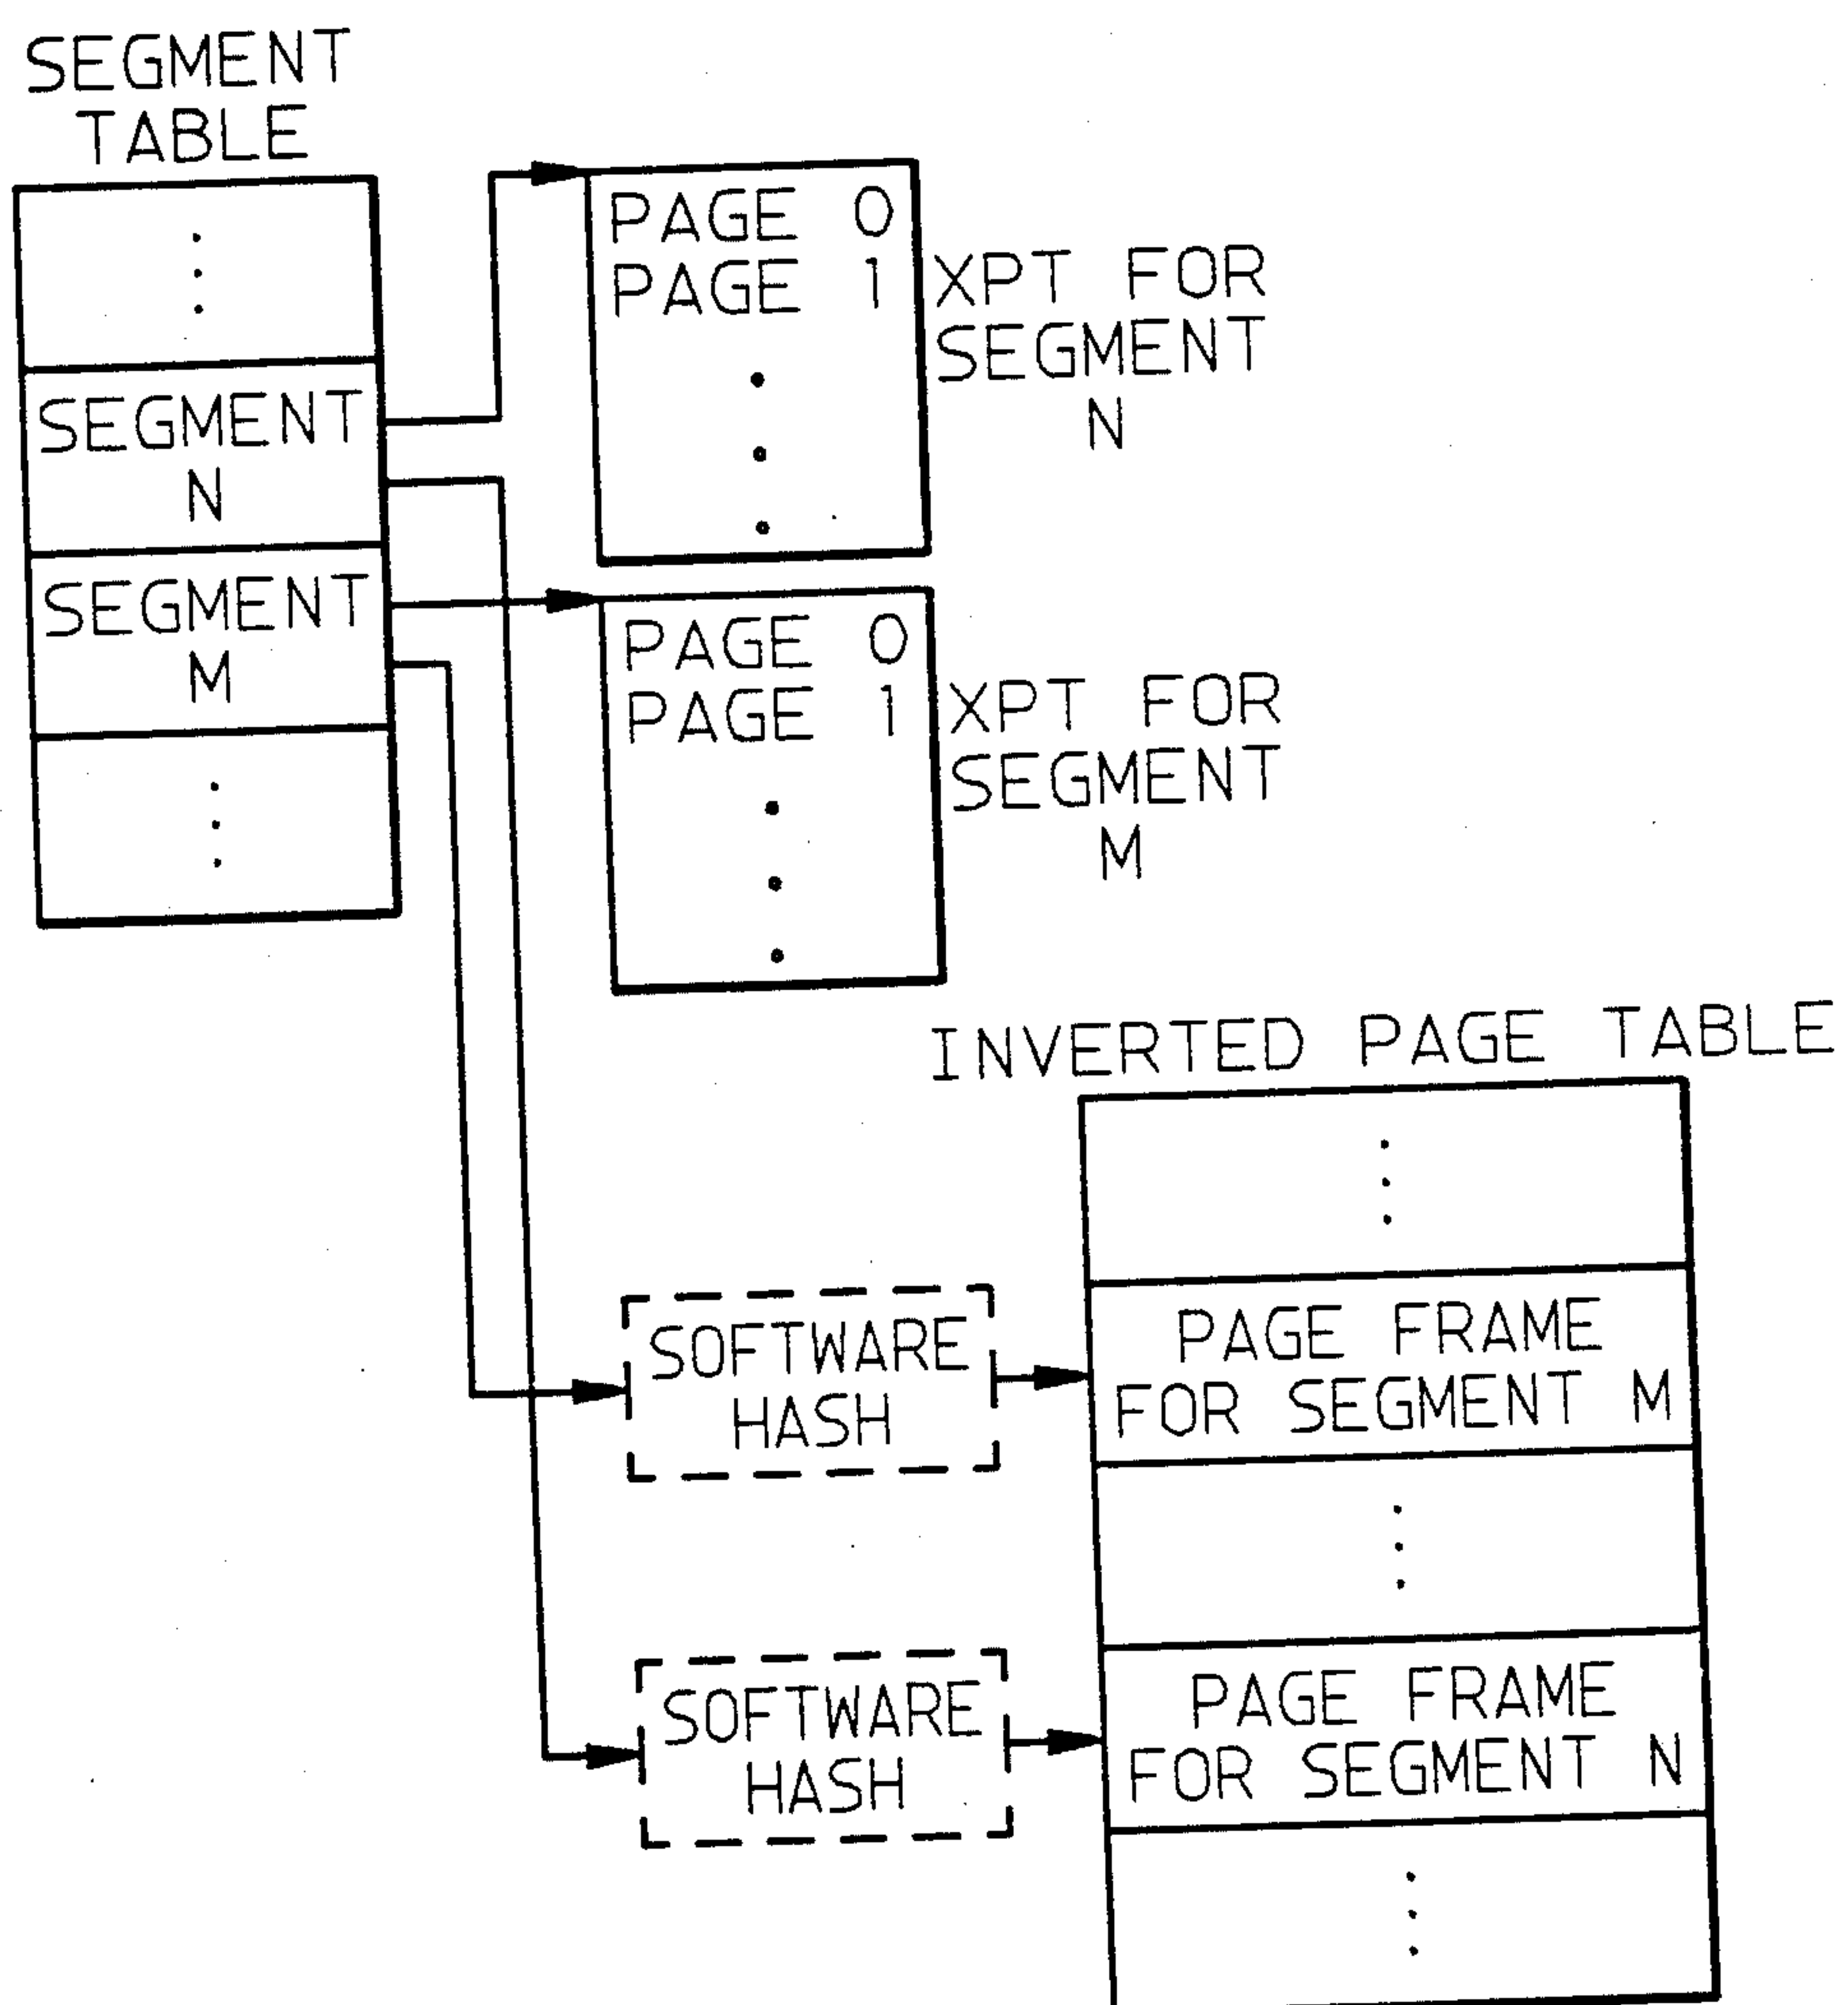 SEGMENT
TABLE
SEGMENT
N
SEGMENT
M
PAGE 0
PAGE 1
XPT FOR
SEGMENT
N
PAGE 0
PAGE 1
XPT FOR
SEGMENT
M
INVERTED PAGE TABLE
SOFTWARE
HASH
PAGE FRAME
FOR SEGMENT M
SOFTWARE
HASH
PAGE FRAME
FOR SEGMENT N